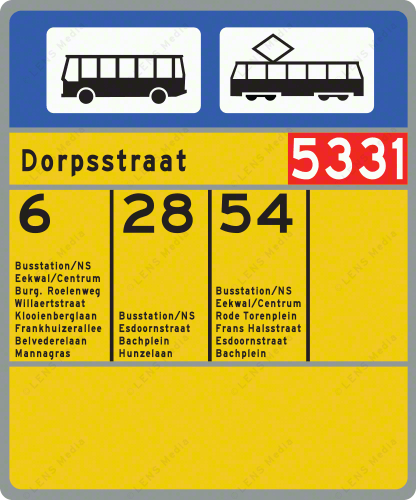 Dorpsstraat 5331
6
Busstation/NS
Eekwal/Centrum
Burg. Roelenweg
Willaertstraat
Klooienberglaan
Frankhuizerallee
Belvederelaan
Mannagras
28
Busstation/NS
Esdoornstraat
Bachplein
Hunzelaan
54
Busstation/NS
Eekwal/Centrum
Rode Torenplein
Frans Halsstraat
Esdoornstraat
Bachplein
© LENS Media